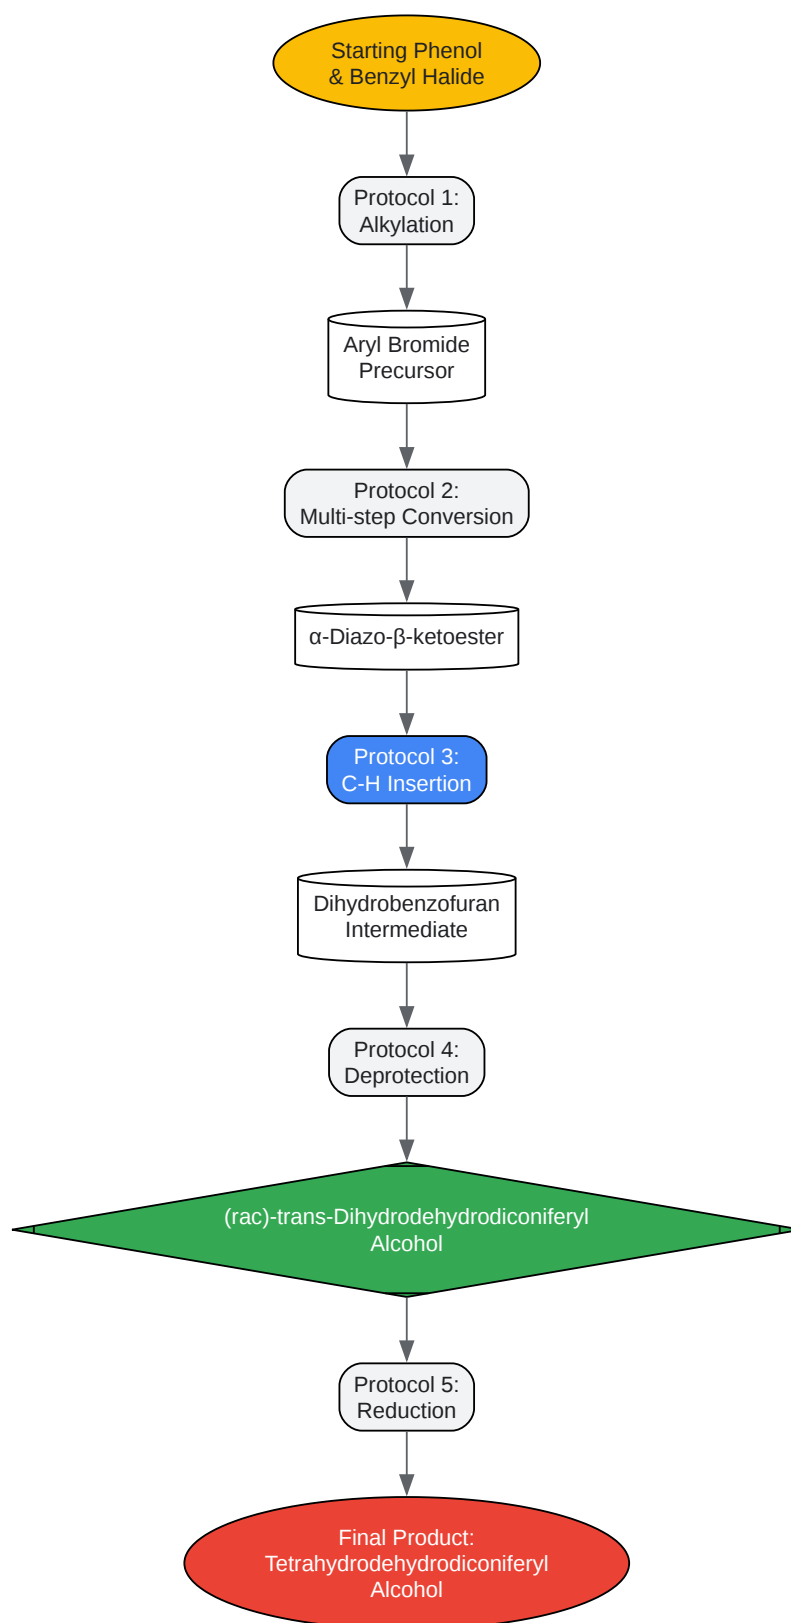 Starting Phenol
& Benzyl Halide
Protocol 1:
Alkylation
Aryl Bromide
Precursor
Protocol 2:
Multi-step Conversion
α-Diazo-β-ketoester
Protocol 3:
C-H Insertion
Dihydrobenzofuran
Intermediate
Protocol 4:
Deprotection
(rac)-trans-Dihydrodehydrodiconiferyl
Alcohol
Protocol 5:
Reduction
Final Product:
Tetrahydrodehydrodiconiferyl
Alcohol